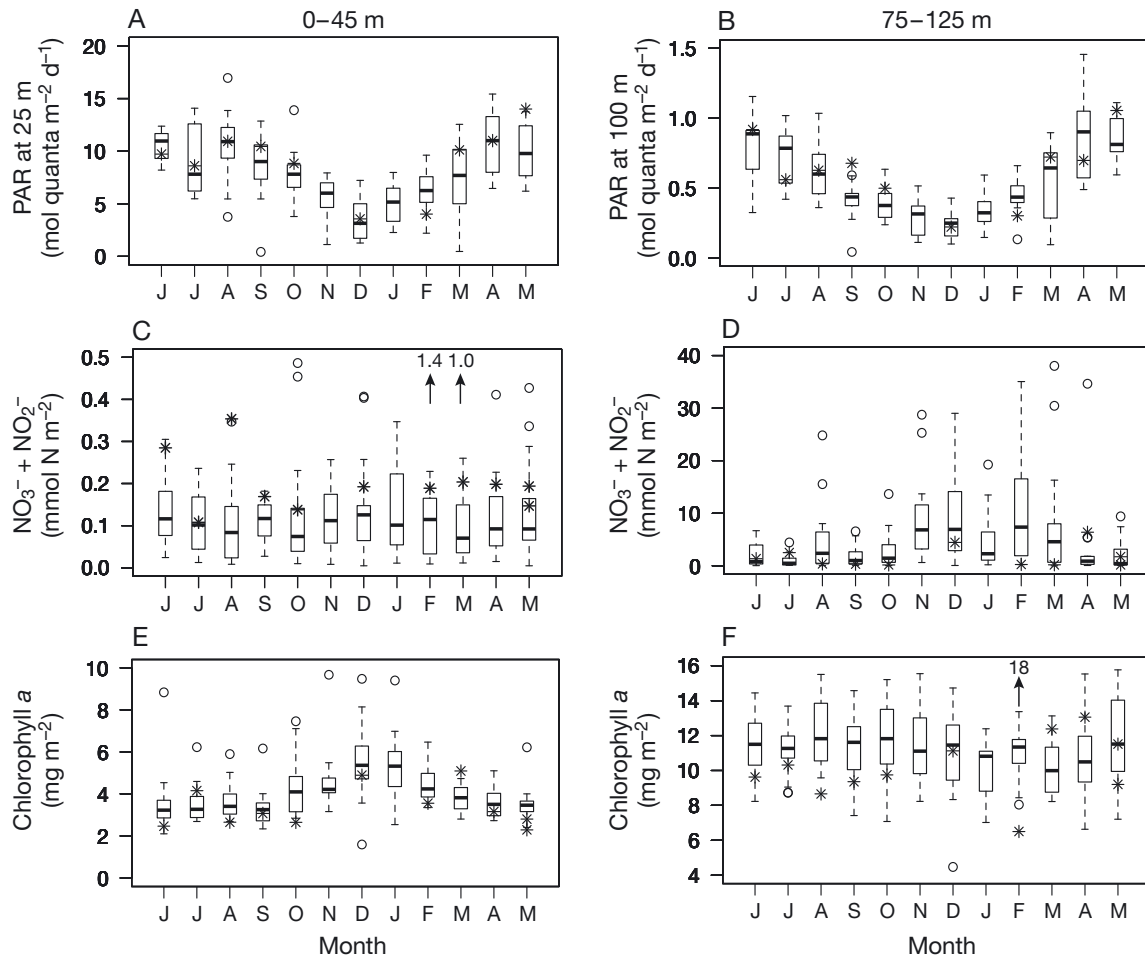 A 0–45 m
PAR at 25 m
(mol quanta m⁻² d⁻¹)
20
15
10
5
0
J J A S O N D J F M A M
B 75–125 m
PAR at 100 m
(mol quanta m⁻² d⁻¹)
1.5
1.0
0.5
0.0
J J A S O N D J F M A M
C
NO₃⁻ + NO₂⁻
(mmol N m⁻²)
0.5
0.4
0.3
0.2
0.1
0.0
1.4 1.0
J J A S O N D J F M A M
D
NO₃⁻ + NO₂⁻
(mmol N m⁻²)
40
30
20
10
0
J J A S O N D J F M A M
E
Chlorophyll a
(mg m⁻²)
10
8
6
4
2
0
J J A S O N D J F M A M
Month
F
Chlorophyll a
(mg m⁻²)
16
14
12
10
8
6
4
18
J J A S O N D J F M A M
Month